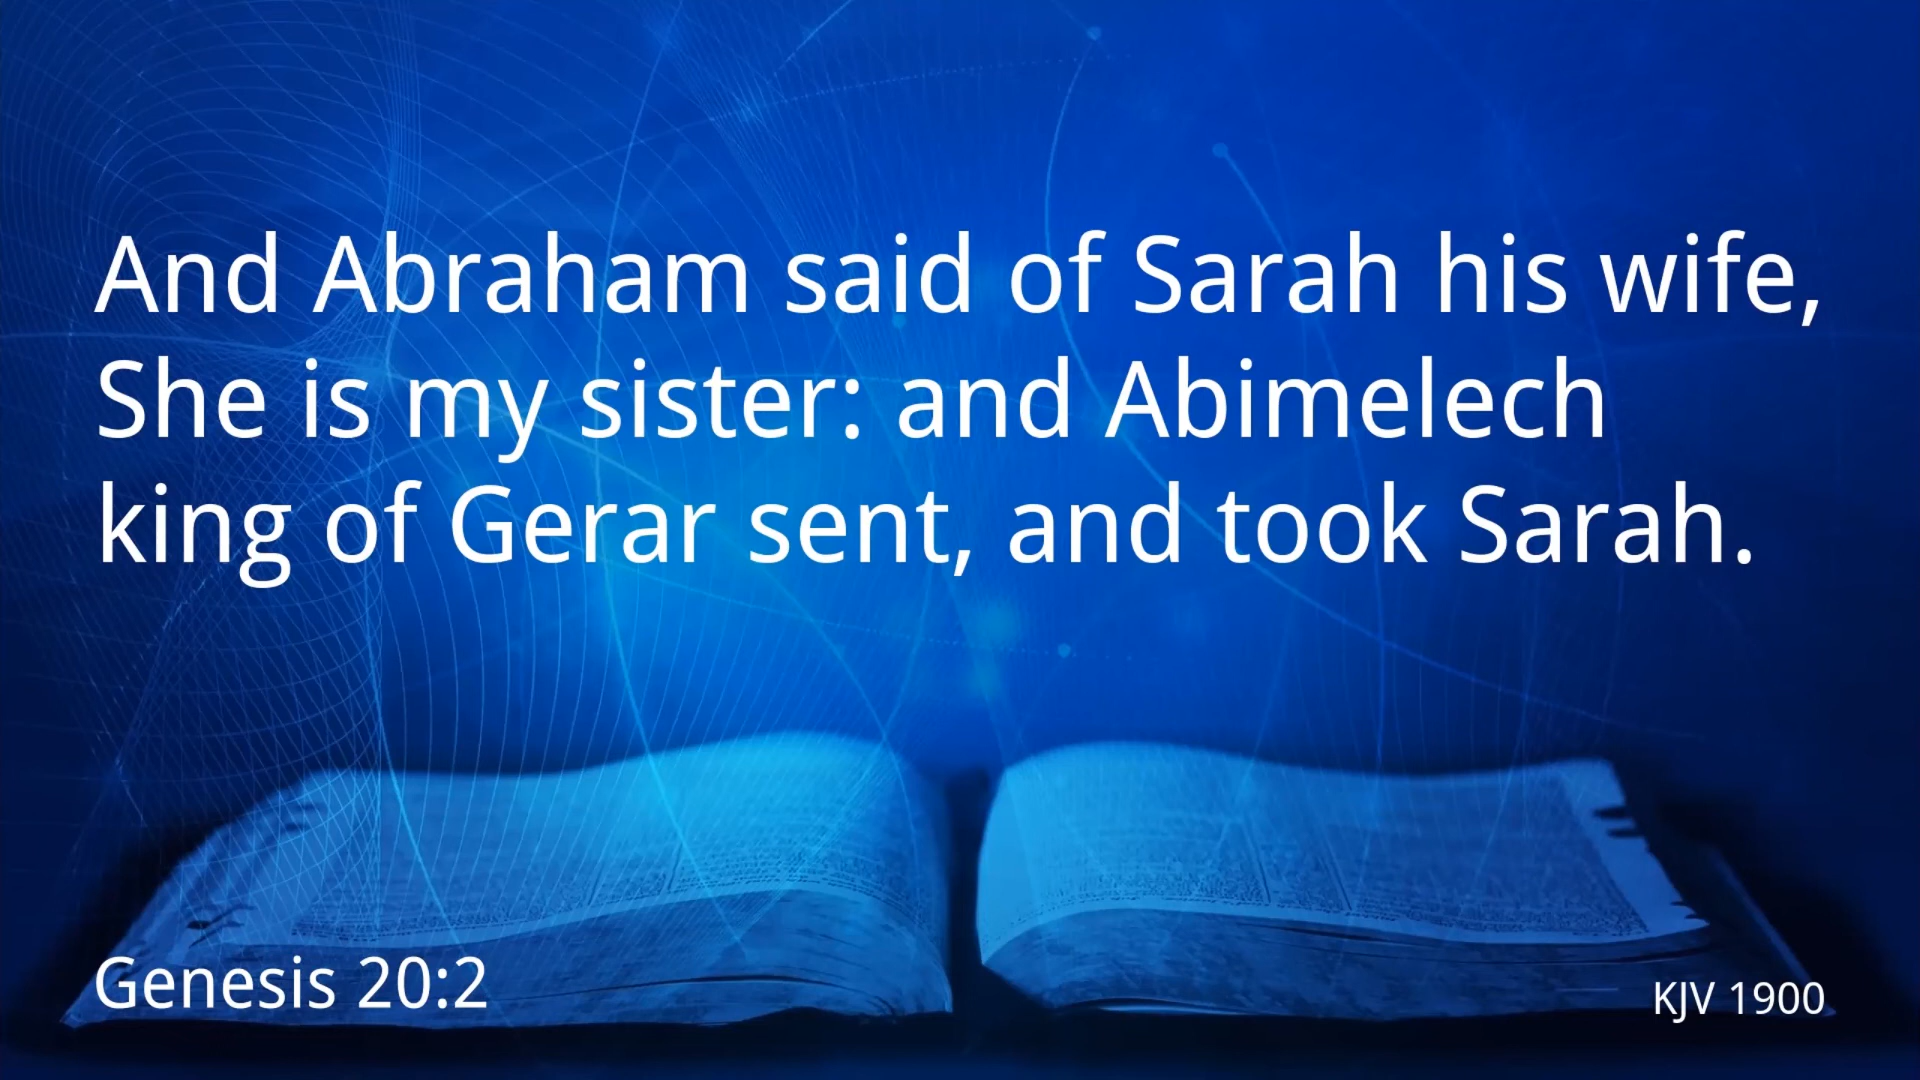 And Abraham said of Sarah his wife,
She is my sister: and Abimelech
king of Gerar sent, and took Sarah.
Genesis 20:2
KJV 1900